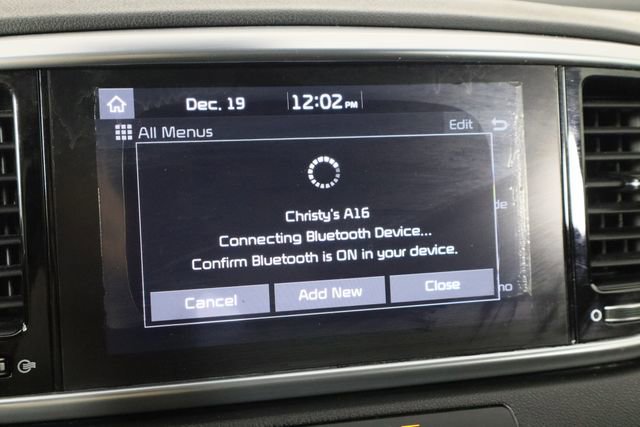 Dec. 19 12:02 PM
All Menus Edit
Christy's A16
Connecting Bluetooth Device...
Confirm Bluetooth is ON in your device.
Cancel Add New Close